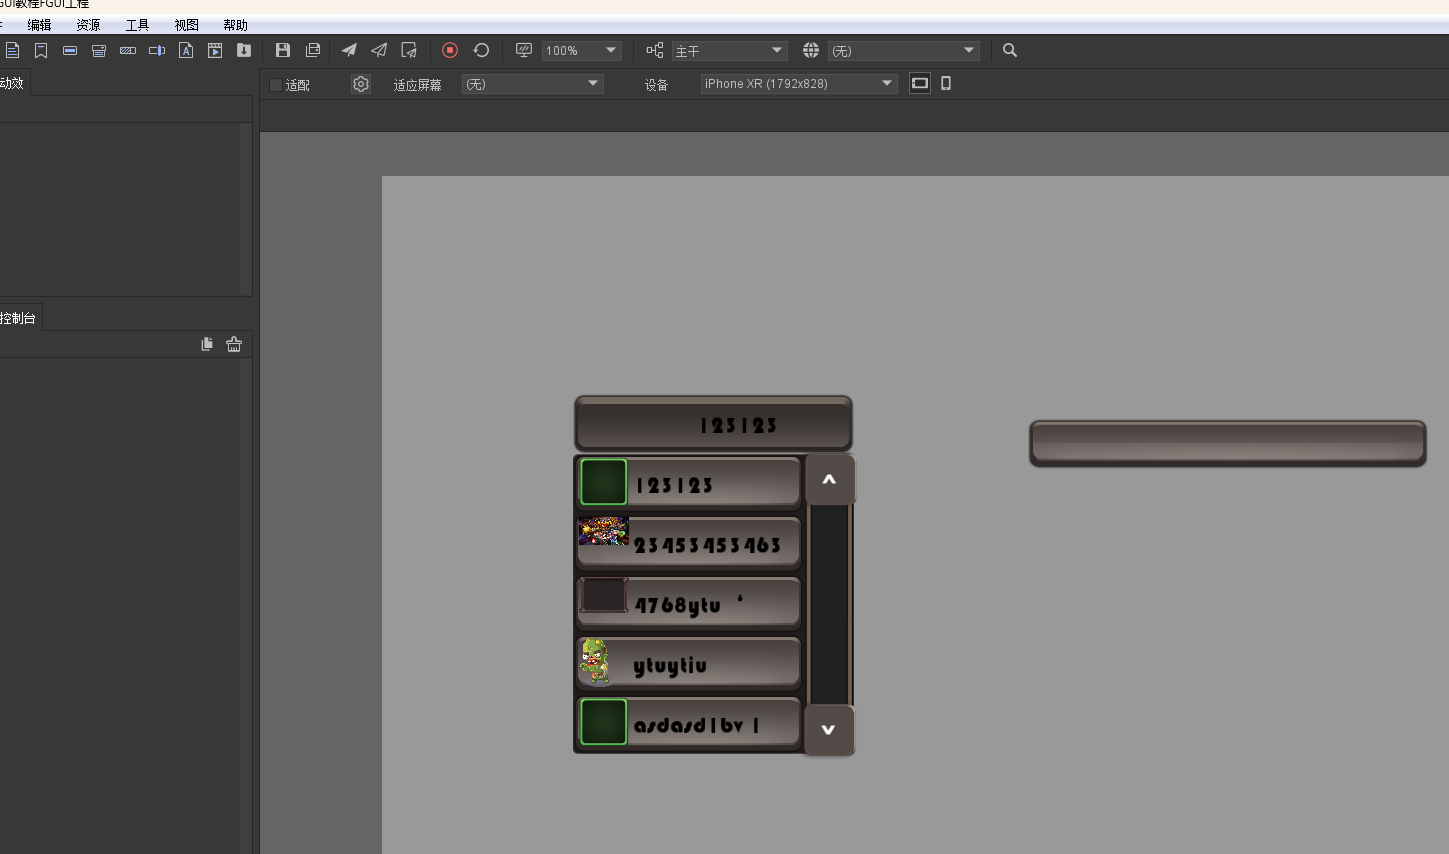 GUI教程FGUI工程
编辑 资源 工具 视图 帮助
100% 主干 (无)
动效
适配 适应屏幕 (无) 设备 iPhone XR (1792x828)
控制台
123123
123123
23453453463
4768ytu
ytuytiu
asdasd1bv 1